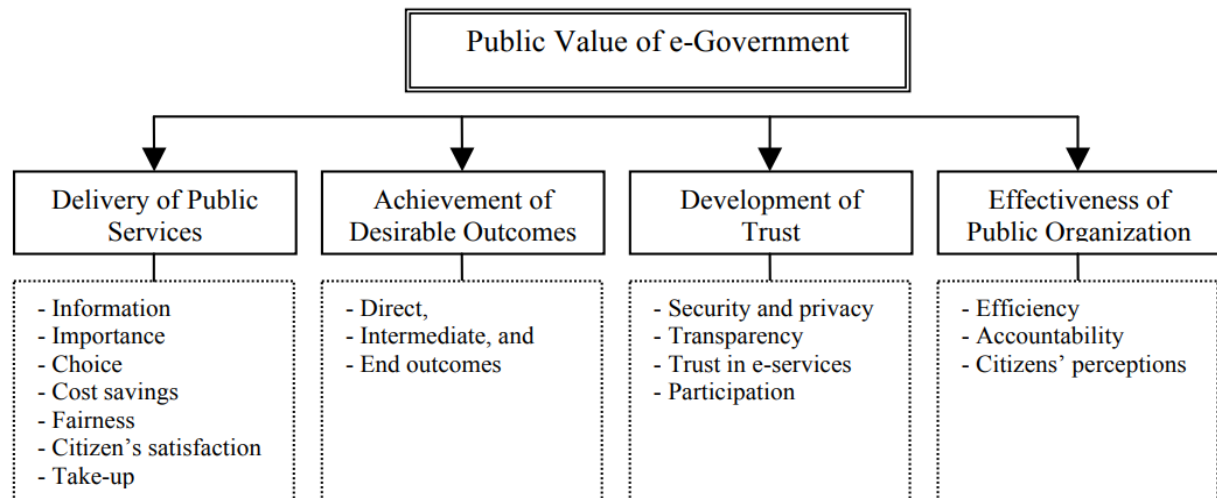 Public Value of e-Government
Delivery of Public
Services
Achievement of
Desirable Outcomes
Development of
Trust
Effectiveness of
Public Organization
- Information
- Importance
- Choice
- Cost savings
- Fairness
- Citizen’s satisfaction
- Take-up
- Direct,
- Intermediate, and
- End outcomes
- Security and privacy
- Transparency
- Trust in e-services
- Participation
- Efficiency
- Accountability
- Citizens’ perceptions